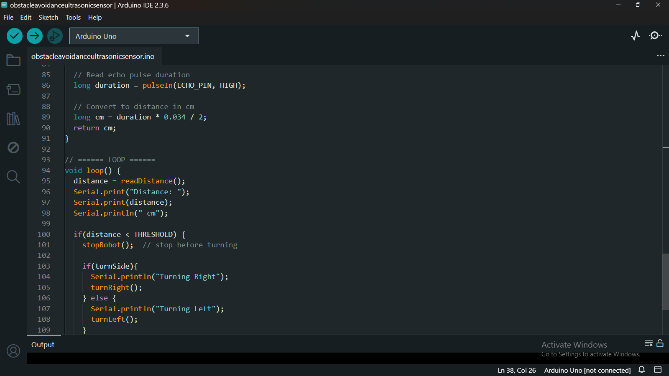 obstacleavoidanceultrasonicsensor | Arduino IDE 2.3.6
File Edit Sketch Tools Help
Arduino Uno
obstacleavoidanceultrasonicsensor.ino
85 // Read echo pulse duration
86 long duration = pulseIn(ECHO_PIN, HIGH);
87
88 // Convert to distance in cm
89 long cm = duration * 0.034 / 2;
90 return cm;
91 }
92
93 // ====== LOOP ======
94 void loop() {
95 distance = readDistance();
96 Serial.print("Distance: ");
97 Serial.print(distance);
98 Serial.println(" cm");
99
100 if(distance < THRESHOLD) {
101 stopRobot(); // stop before turning
102
103 if(turnSide){
104 Serial.println("Turning Right");
105 turnRight();
106 } else {
107 Serial.println("Turning Left");
108 turnLeft();
109 }
Output
Activate Windows
Go to Settings to activate Windows.
Ln 38, Col 26 Arduino Uno [not connected]